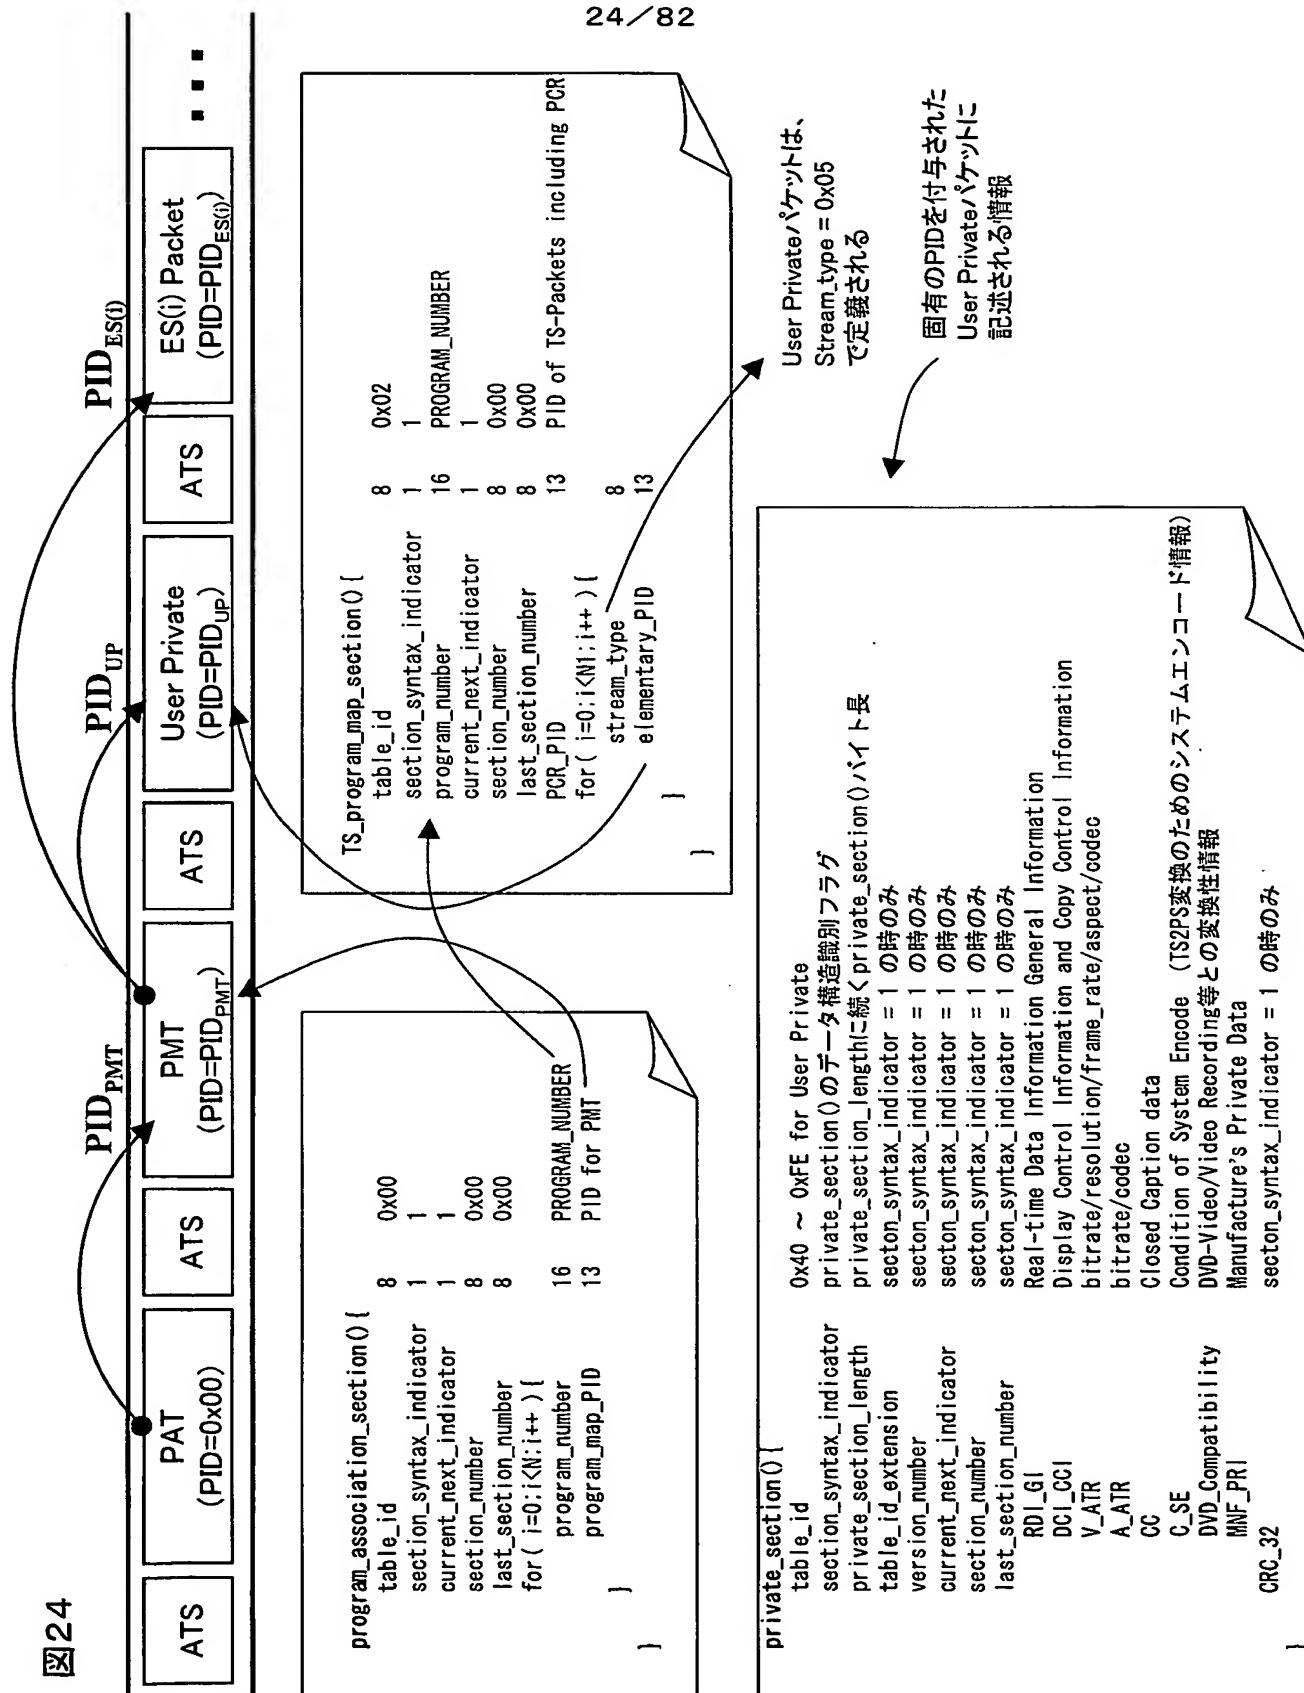 24/82
図24
PID_PMT
PID_UP
PID_ES(i)
ATS
PAT
(PID=0x00)
ATS
PMT
(PID=PID_PMT)
ATS
User Private
(PID=PID_UP)
ATS
ES(i) Packet
(PID=PID_ES(i))
program_association_section() {
table_id 8 0x00
section_syntax_indicator 1 1
current_next_indicator 1 1
section_number 8 0x00
last_section_number 8 0x00
for( i=0;i<N;i++ ) {
program_number 16 PROGRAM_NUMBER
program_map_PID 13 PID for PMT
}
}
TS_program_map_section() {
table_id 8 0x02
section_syntax_indicator 1 1
program_number 16 PROGRAM_NUMBER
current_next_indicator 1 1
section_number 8 0x00
last_section_number 8 0x00
PCR_PID 13 PID of TS-Packets including PCR
for( i=0;i<N1;i++ ) {
stream_type 8
elementary_PID 13
}
}
User Privateパケットは、
Stream_type = 0x05
で定義される
固有のPIDを付与された
User Privateパケットに
記述される情報
private_section() {
table_id 0x40 ~ 0xFE for User Private
section_syntax_indicator private_section()のデータ構造識別フラグ
private_section_length private_section_lengthに続くprivate_section()バイト長
table_id_extension secton_syntax_indicator = 1 の時のみ
version_number secton_syntax_indicator = 1 の時のみ
current_next_indicator secton_syntax_indicator = 1 の時のみ
section_number secton_syntax_indicator = 1 の時のみ
last_section_number secton_syntax_indicator = 1 の時のみ
RDI_GI Real-time Data Information General Information
DCI_CCI Display Control Information and Copy Control Information
V_ATR bitrate/resolution/frame_rate/aspect/codec
A_ATR bitrate/codec
CC Closed Caption data
C_SE Condition of System Encode (TS2PS変換のためのシステムエンコード情報)
DVD_Compatibility DVD-Video/Video Recording等との変換性情報
MNF_PRI Manufacture's Private Data
CRC_32 secton_syntax_indicator = 1 の時のみ
}